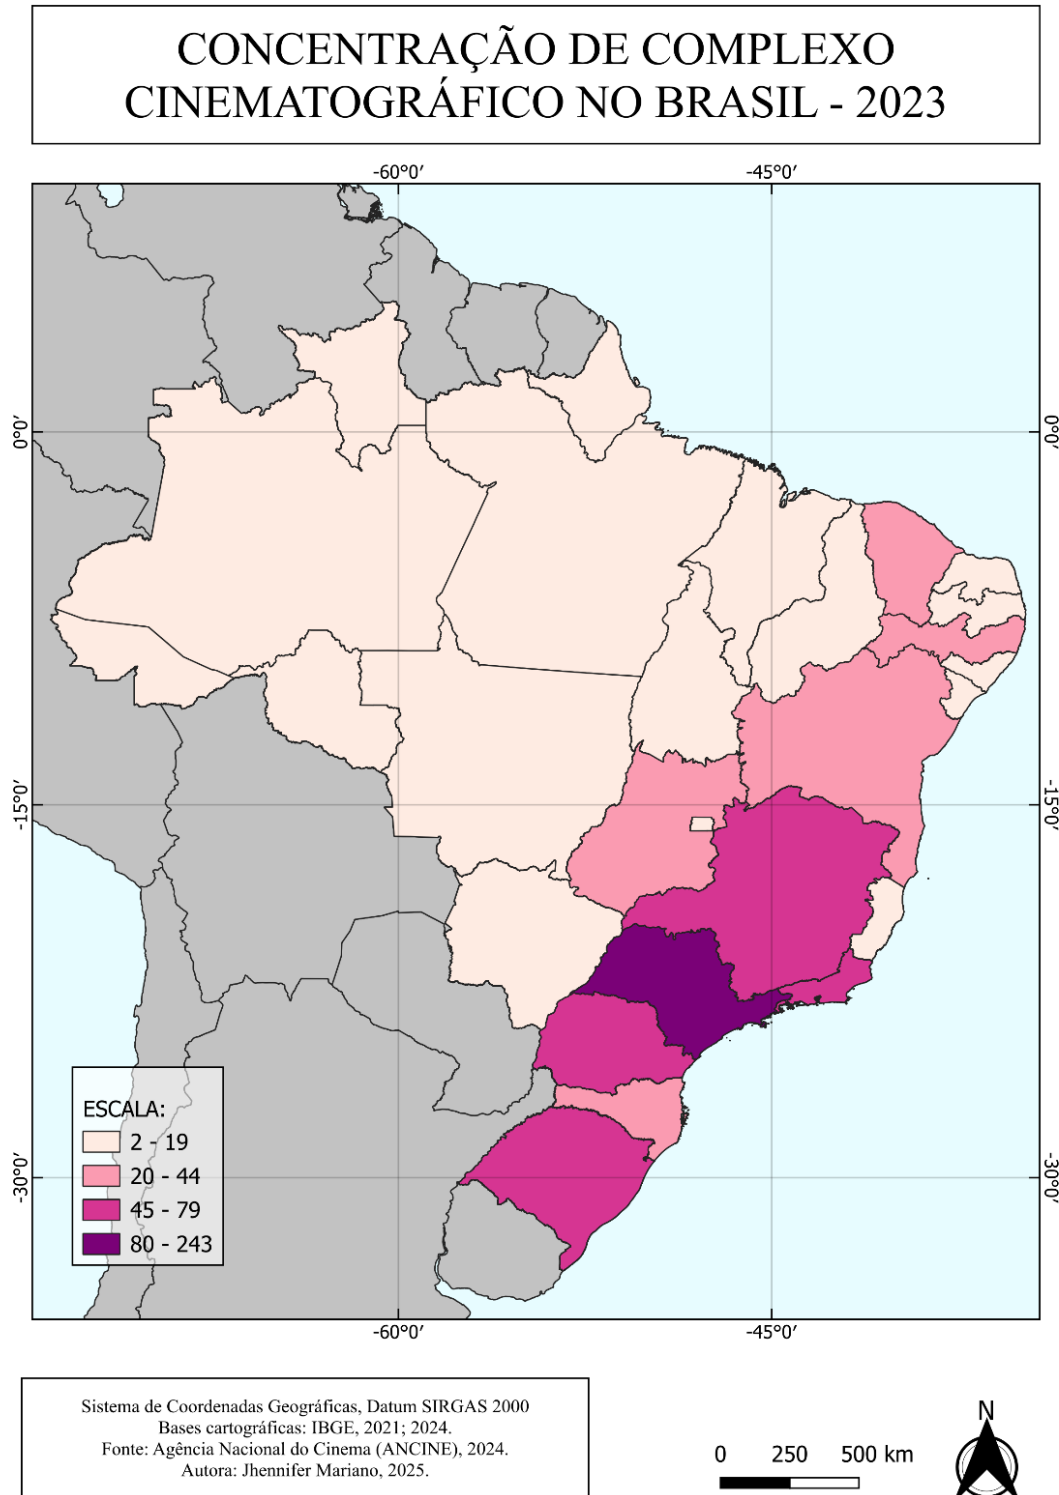 CONCENTRAÇÃO DE COMPLEXO
CINEMATOGRÁFICO NO BRASIL - 2023
-60°0′
-45°0′
0°0′
0°0′
-15°0′
-15°0′
-30°0′
-30°0′
ESCALA:
2 - 19
20 - 44
45 - 79
80 - 243
-60°0′
-45°0′
Sistema de Coordenadas Geográficas, Datum SIRGAS 2000
Bases cartográficas: IBGE, 2021; 2024.
Fonte: Agência Nacional do Cinema (ANCINE), 2024.
Autora: Jhennifer Mariano, 2025.
0 250 500 km
N